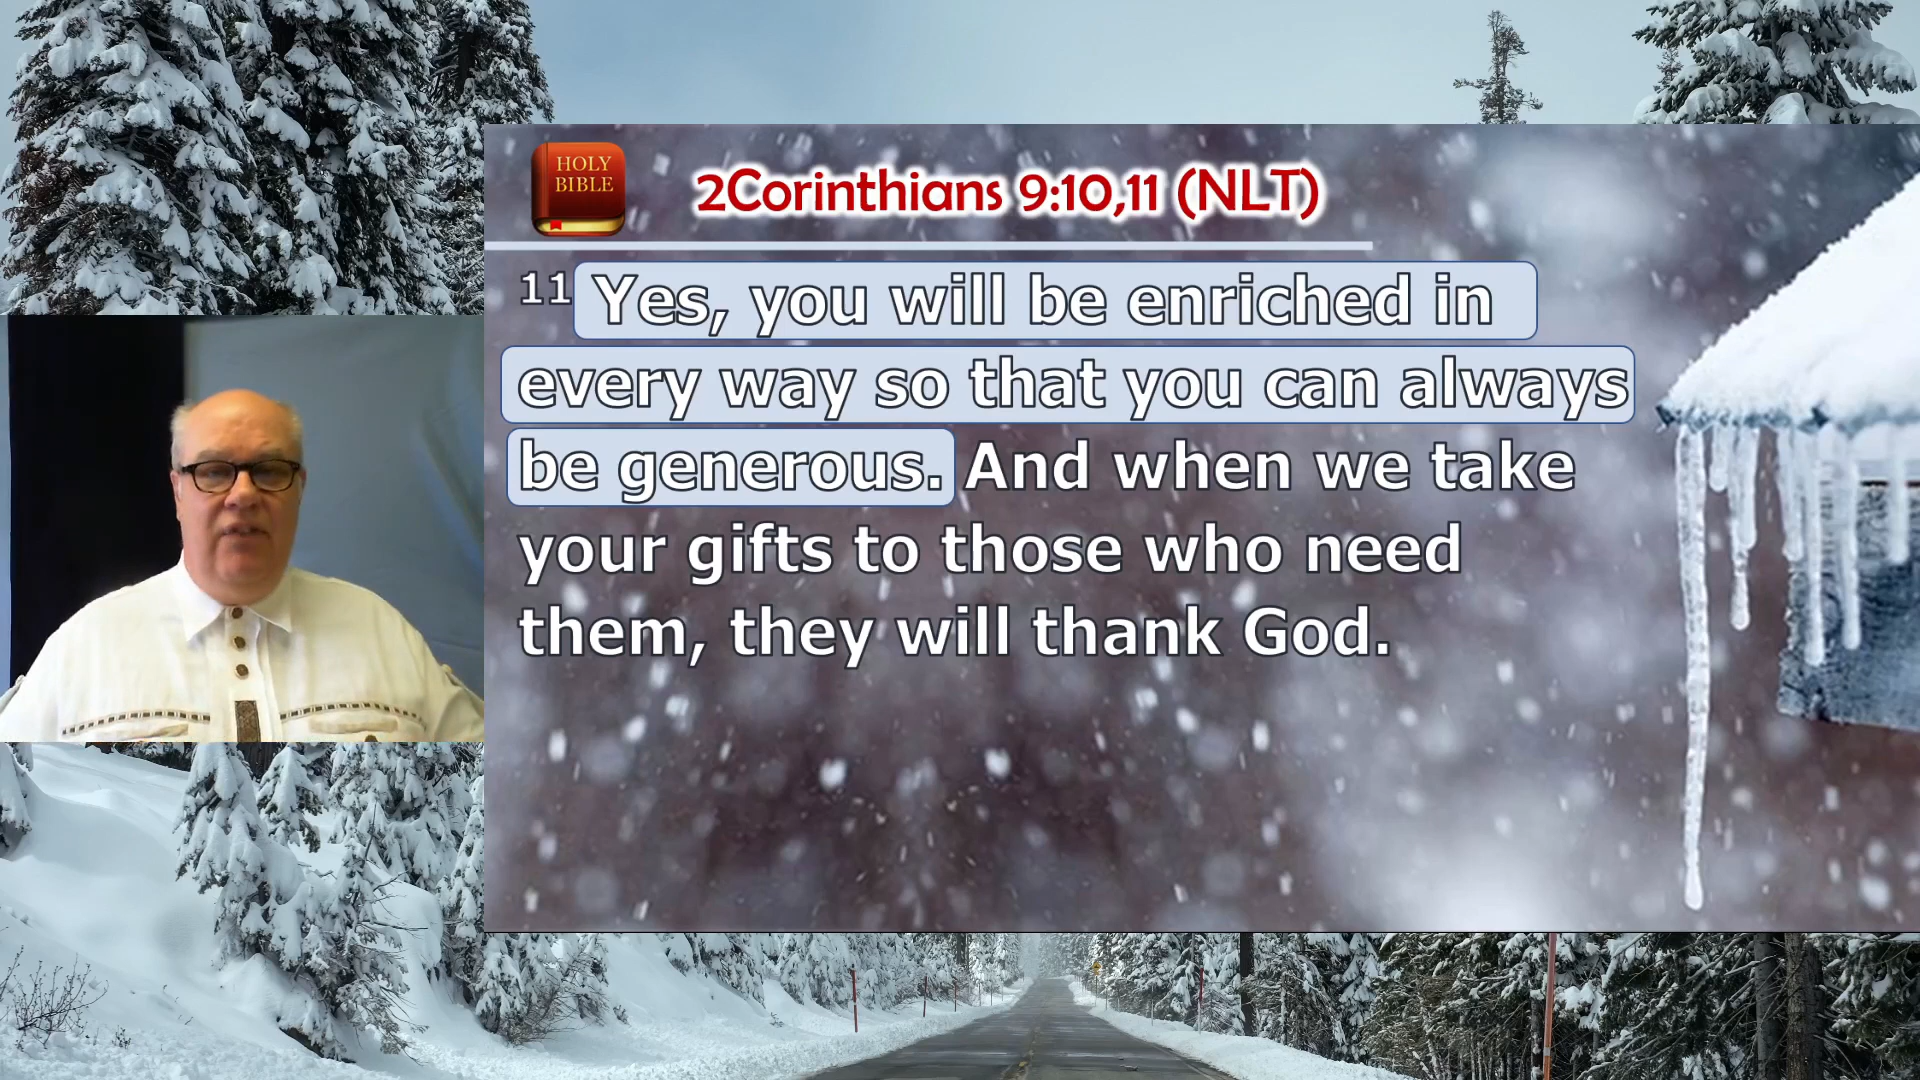 HOLY
BIBLE
2Corinthians 9:10,11 (NLT)
11 Yes, you will be enriched in
every way so that you can always
be generous. And when we take
your gifts to those who need
them, they will thank God.